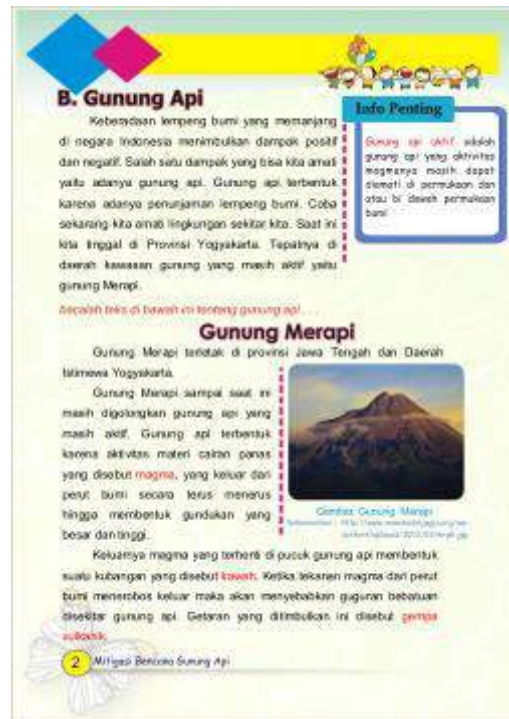 B. Gunung Api
Keberadaan lempeng bumi yang memanjang
di negara Indonesia menimbulkan dampak positif
dan negatif. Salah satu dampak yang bisa kita amati
yaitu adanya gunung api. Gunung api terbentuk
karena adanya penunjaman lempeng bumi. Coba
sekarang kita amati lingkungan sekitar kita. Saat ini
kita tinggal di Provinsi Yogyakarta. Tepatnya di
daerah kawasan gunung yang masih aktif yaitu
gunung Merapi.
Info Penting
Gunung api aktif adalah
gunung api yang aktivitas
magmanya masih dapat
diamati di permukaan dan
atau bi dawah permukaan
bumi
Bacalah teks di bawah ini tentang gunung api . . .
Gunung Merapi
Gunung Merapi terletak di provinsi Jawa Tengah dan Daerah
Istimewa Yogyakarta.
Gunung Merapi sampai saat ini
masih digolongkan gunung api yang
masih aktif. Gunung api terbentuk
karena aktivitas materi cairan panas
yang disebut magma, yang keluar dari
perut bumi secara terus menerus
hingga membentuk gundukan yang
besar dan tinggi.
Gambar Gunung Merapi
Keluarnya magma yang terhenti di pucuk gunung api membentuk
suatu kubangan yang disebut kawah. Ketika tekanan magma dari perut
bumi menerobos keluar maka akan menyebabkan guguran bebatuan
disekitar gunung api. Getaran yang ditimbulkan ini disebut gempa
vulkanik.
2 Mitigasi Bencana Gunung Api